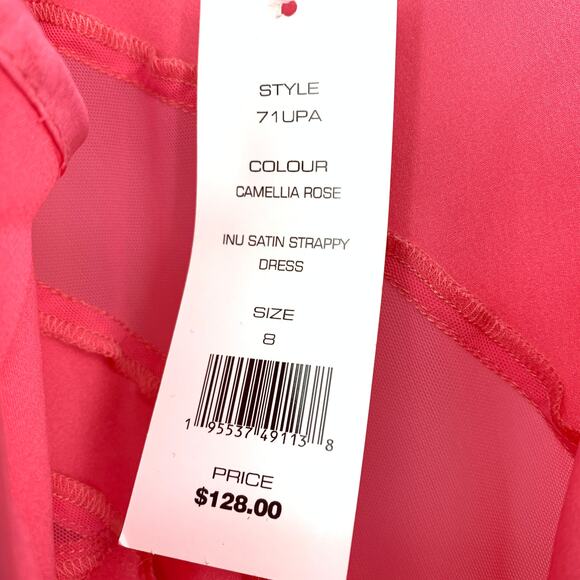 STYLE
71UPA
COLOUR
CAMELLIA ROSE
INU SATIN STRAPPY
DRESS
SIZE
8
1 95537 49113 8
PRICE
$128.00